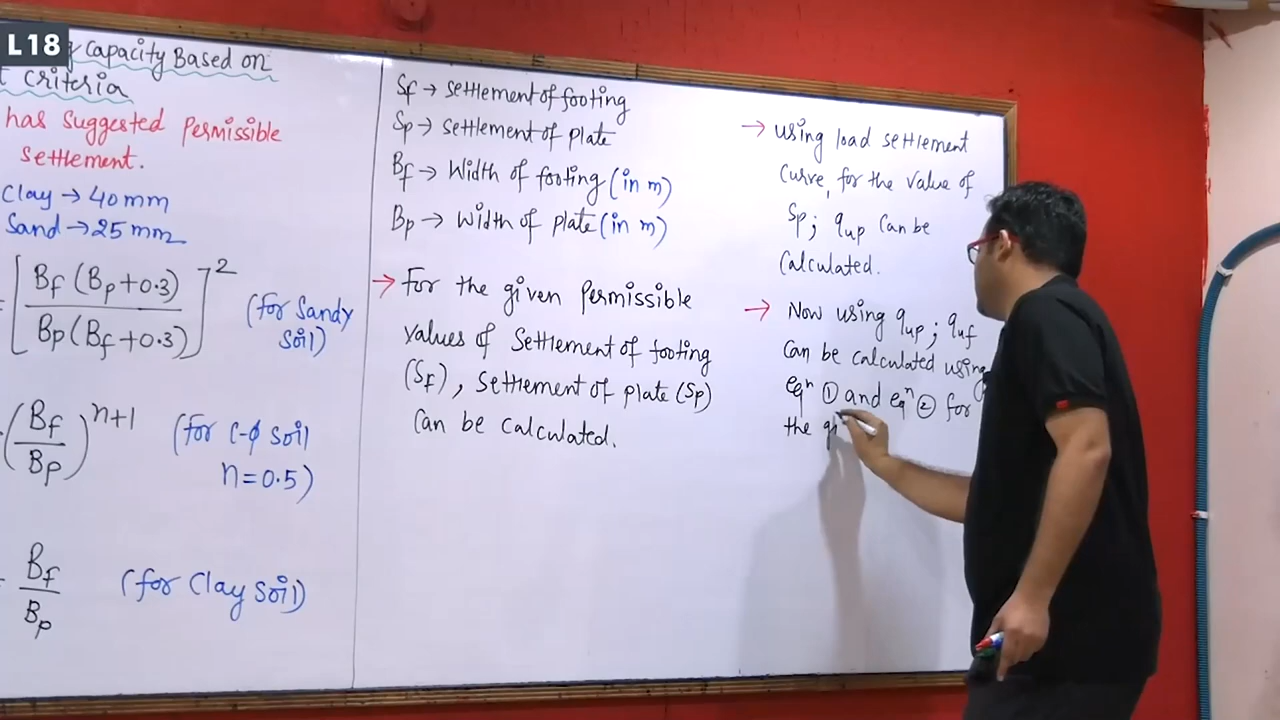 L18
Capacity Based on
criteria
has suggested Permissible
settlement.
Clay → 40 mm
Sand → 25 mm
= [Bf (Bp+0.3) / Bp (Bf+0.3)]² (for Sandy
Soil)
(Bf / Bp)ⁿ⁺¹ (for C-ϕ Soil
n=0.5)
Bf / Bp (for Clay Soil)
Sf → settlement of footing
Sp → settlement of plate
Bf → Width of footing (in m)
Bp → Width of plate (in m)
→ For the given Permissible
values of Settlement of footing
(Sf), Settlement of plate (Sp)
can be calculated.
→ using load settlement
Curve, for the value of
Sp; qup can be
Calculated.
→ Now using qup; quf
can be calculated using
eqⁿ ① and eqⁿ ② for
the